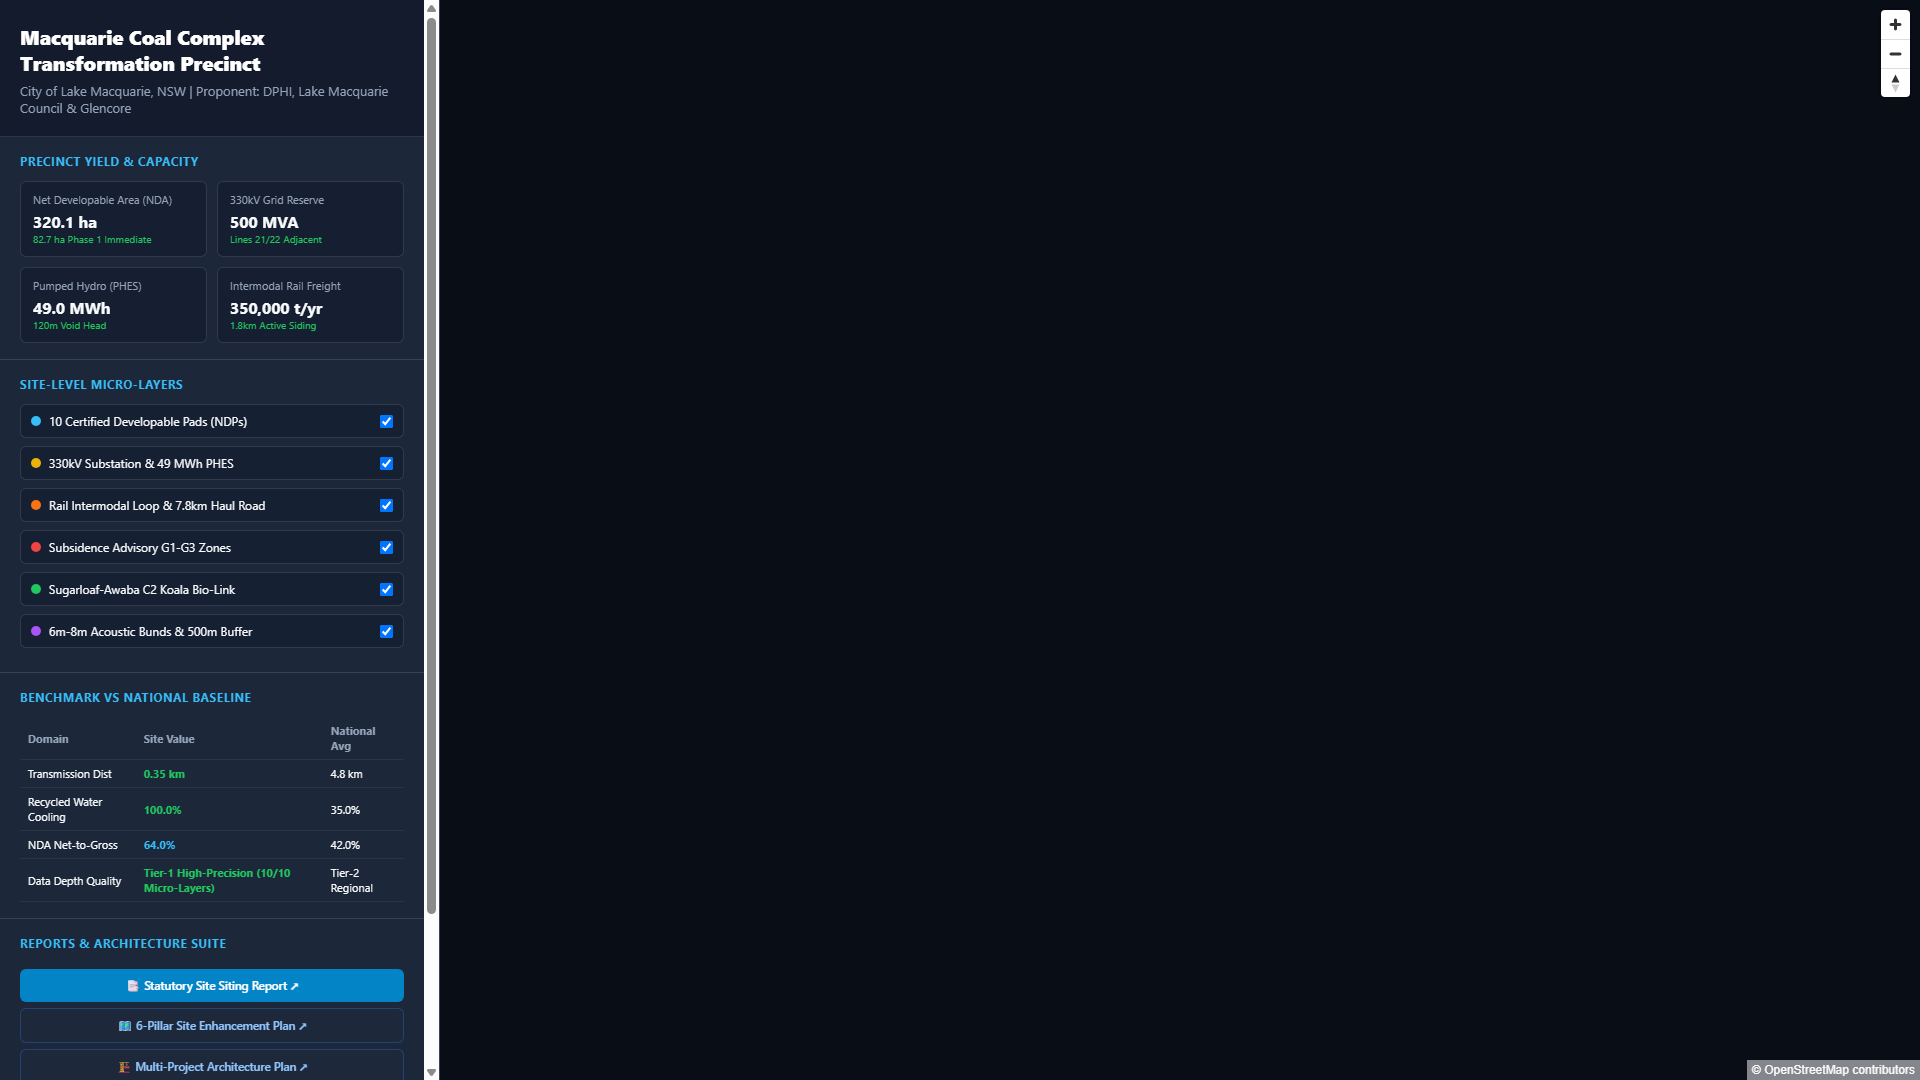 Macquarie Coal Complex
Transformation Precinct
City of Lake Macquarie, NSW | Proponent: DPHI, Lake Macquarie
Council & Glencore
PRECINCT YIELD & CAPACITY
Net Developable Area (NDA)
320.1 ha
82.7 ha Phase 1 Immediate
330kV Grid Reserve
500 MVA
Lines 21/22 Adjacent
Pumped Hydro (PHES)
49.0 MWh
120m Void Head
Intermodal Rail Freight
350,000 t/yr
1.8km Active Siding
SITE-LEVEL MICRO-LAYERS
10 Certified Developable Pads (NDPs)
330kV Substation & 49 MWh PHES
Rail Intermodal Loop & 7.8km Haul Road
Subsidence Advisory G1-G3 Zones
Sugarloaf-Awaba C2 Koala Bio-Link
6m-8m Acoustic Bunds & 500m Buffer
BENCHMARK VS NATIONAL BASELINE
Domain Site Value National
Avg
Transmission Dist 0.35 km 4.8 km
Recycled Water
Cooling 100.0% 35.0%
NDA Net-to-Gross 64.0% 42.0%
Data Depth Quality Tier-1 High-Precision (10/10
Micro-Layers) Tier-2
Regional
REPORTS & ARCHITECTURE SUITE
Statutory Site Siting Report ↗
6-Pillar Site Enhancement Plan ↗
Multi-Project Architecture Plan ↗
© OpenStreetMap contributors